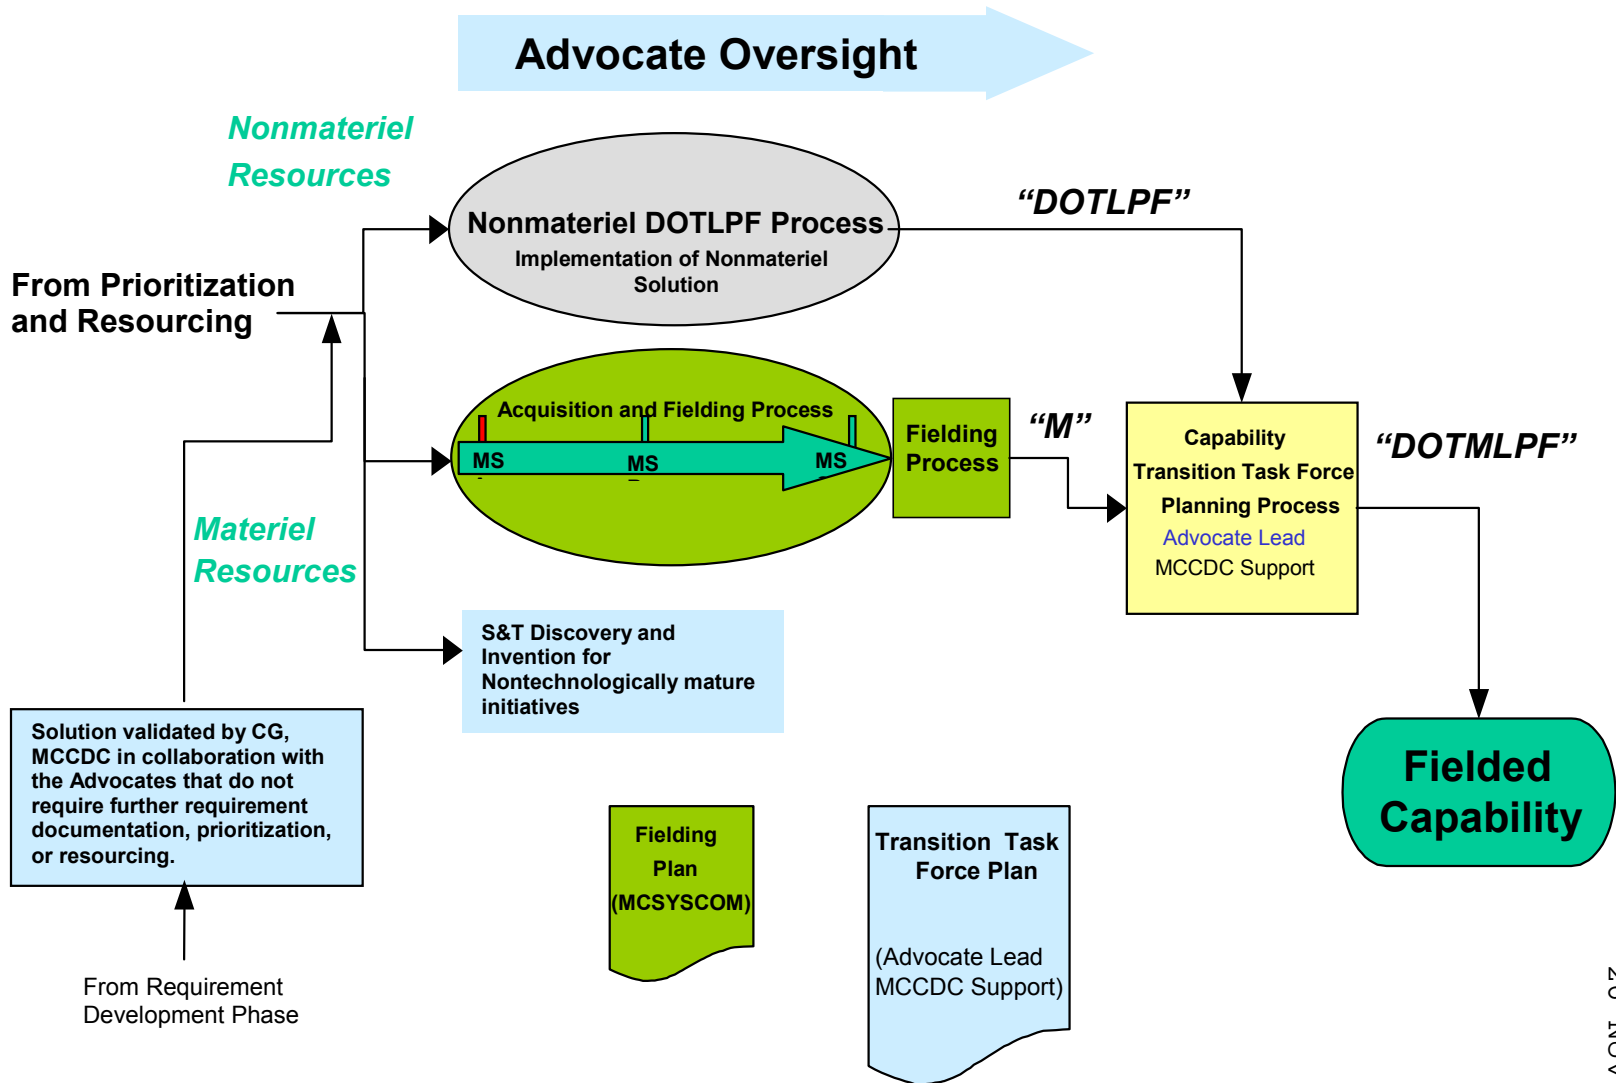 Advocate Oversight
Nonmateriel
Resources
Nonmateriel DOTLPF Process
Implementation of Nonmateriel
Solution
“DOTLPF”
From Prioritization
and Resourcing
Acquisition and Fielding Process
MS
MS
MS
Fielding
Process
“M”
Capability
Transition Task Force
Planning Process
Advocate Lead
MCCDC Support
“DOTMLPF”
Materiel
Resources
S&T Discovery and
Invention for
Nontechnologically mature
initiatives
Solution validated by CG,
MCCDC in collaboration with
the Advocates that do not
require further requirement
documentation, prioritization,
or resourcing.
Fielded
Capability
Fielding
Plan
(MCSYSCOM)
Transition Task
Force Plan
(Advocate Lead
MCCDC Support)
From Requirement
Development Phase